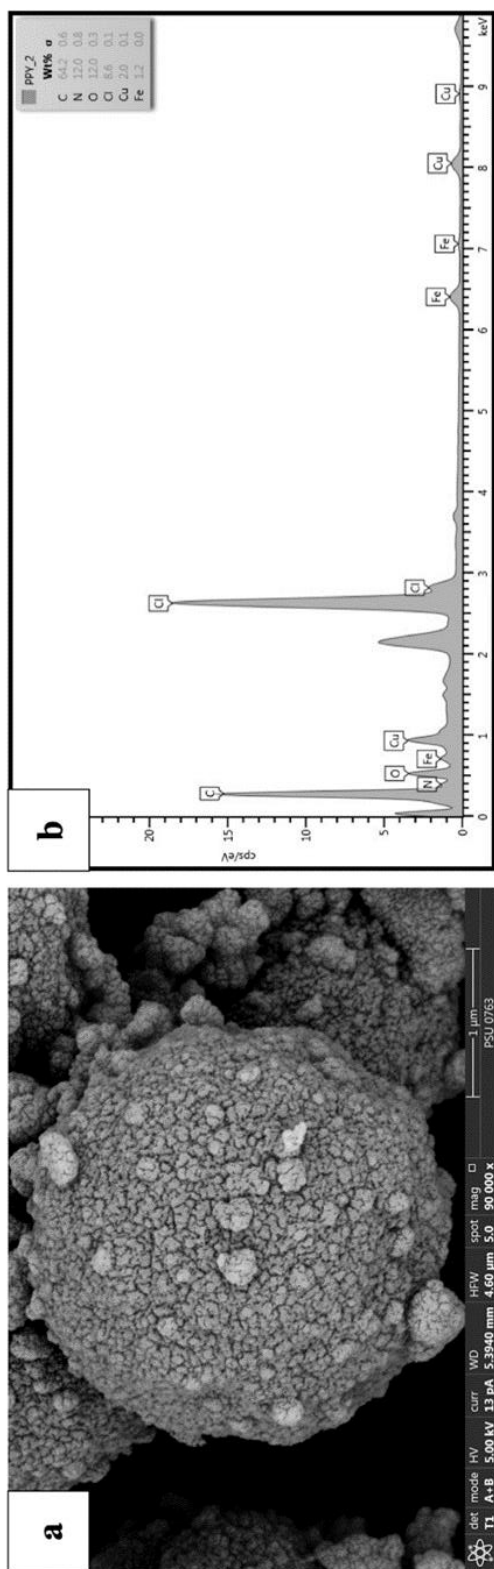 a
det mode HV curr WD HFW spot mag □
T1 A+B 5.00 kV 13 pA 5.3940 mm 4.60 µm 5.0 90 000 x
1 µm
PSU 0763
b
PPY_2
Wt% σ
C 64.2 0.6
N 12.0 0.8
O 12.0 0.3
Cl 8.6 0.1
Cu 2.0 0.1
Fe 1.2 0.0
cps/eV
20
15
10
5
0
C
N
O
Fe
Cu
Cl
Cl
Fe
Fe
Cu
Cu
0 1 2 3 4 5 6 7 8 9 keV